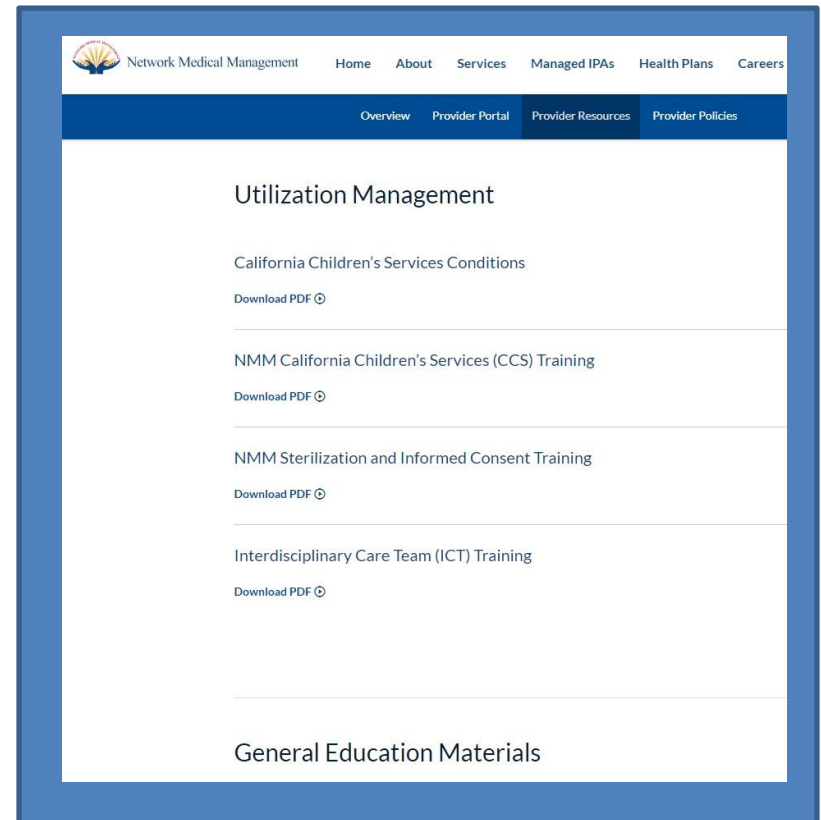 Network Medical Management
Home About Services Managed IPAs Health Plans Careers
Overview Provider Portal Provider Resources Provider Policies
Utilization Management
California Children's Services Conditions
Download PDF
NMM California Children's Services (CCS) Training
Download PDF
NMM Sterilization and Informed Consent Training
Download PDF
Interdisciplinary Care Team (ICT) Training
Download PDF
General Education Materials